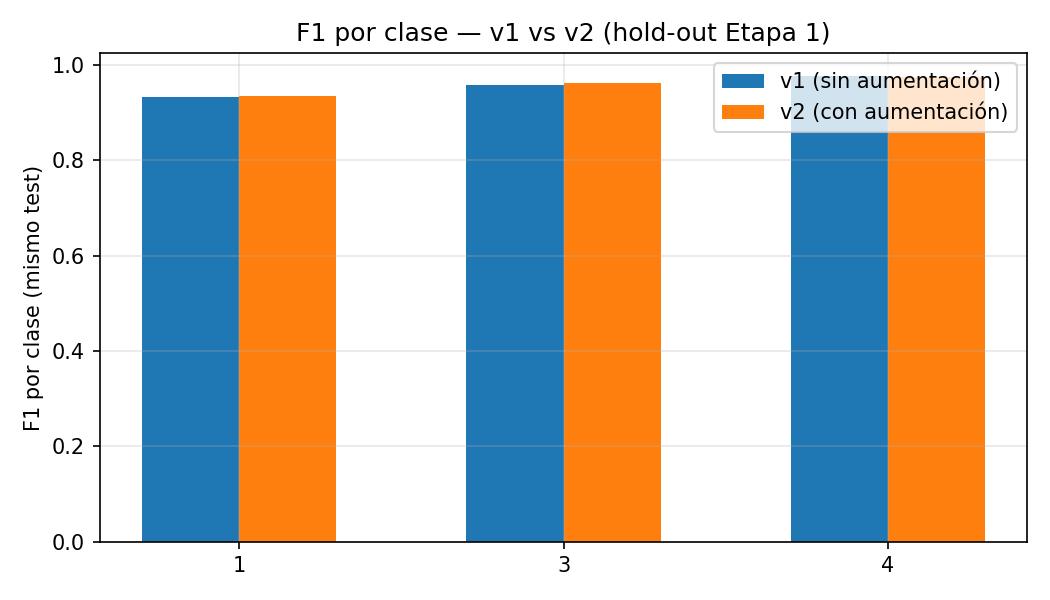 F1 por clase — v1 vs v2 (hold-out Etapa 1)
v1 (sin aumentación)
v2 (con aumentación)
F1 por clase (mismo test)
1.0
0.8
0.6
0.4
0.2
0.0
1
3
4